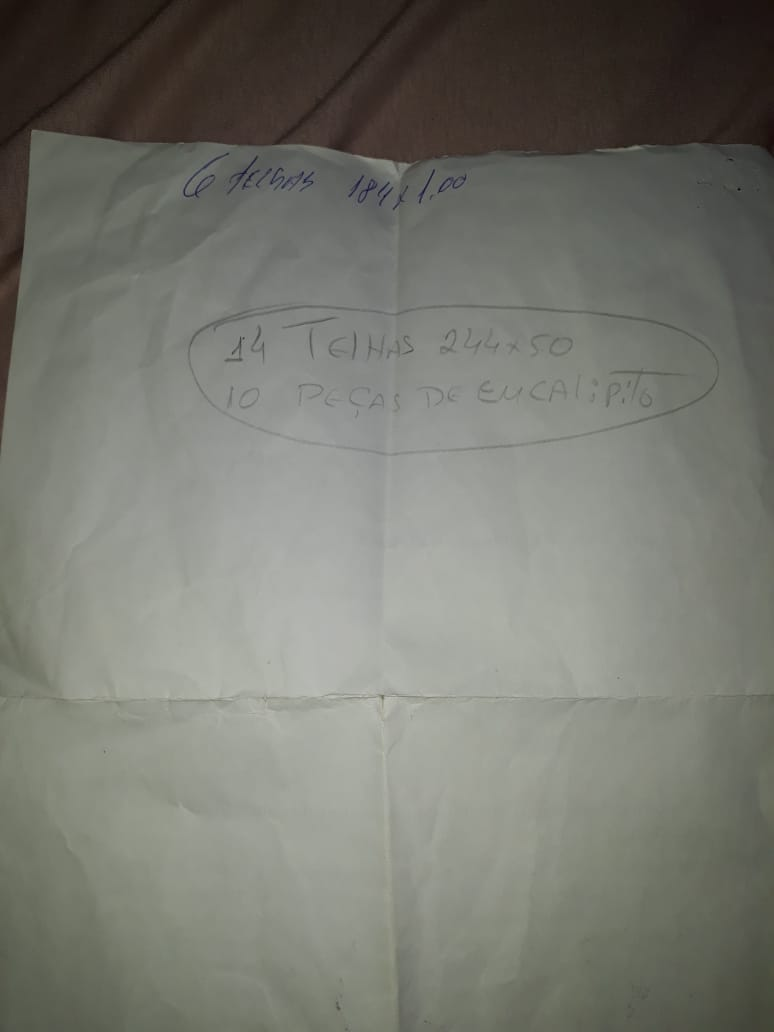 6 TELHAS 184x1.00
14 TELHAS 244x50
10 PEÇAS DE EUCALiPiTo